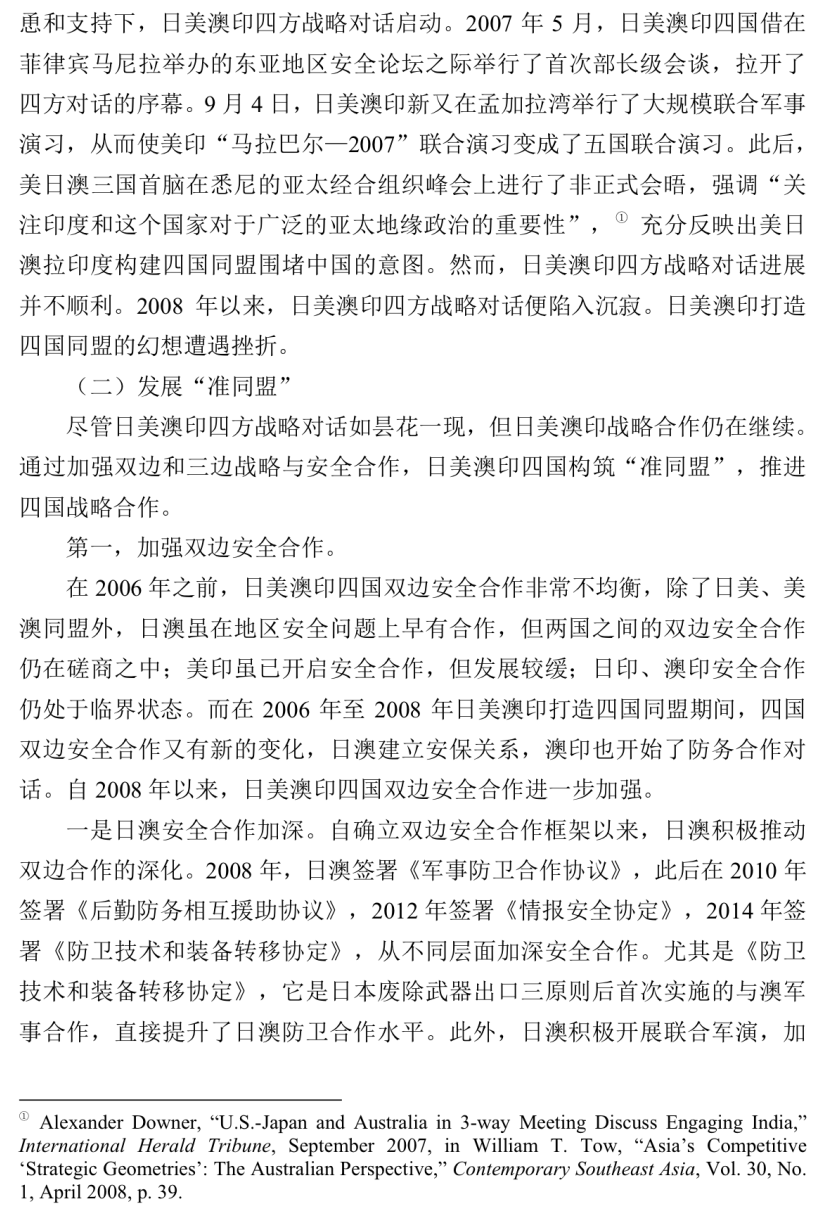 恿和支持下，日美澳印四方战略对话启动。2007 年 5 月，日美澳印四国借在
菲律宾马尼拉举办的东亚地区安全论坛之际举行了首次部长级会谈，拉开了
四方对话的序幕。9 月 4 日，日美澳印新又在孟加拉湾举行了大规模联合军事
演习，从而使美印“马拉巴尔—2007”联合演习变成了五国联合演习。此后，
美日澳三国首脑在悉尼的亚太经合组织峰会上进行了非正式会晤，强调“关
注印度和这个国家对于广泛的亚太地缘政治的重要性”，① 充分反映出美日
澳拉印度构建四国同盟围堵中国的意图。然而，日美澳印四方战略对话进展
并不顺利。2008 年以来，日美澳印四方战略对话便陷入沉寂。日美澳印打造
四国同盟的幻想遭遇挫折。
（二）发展“准同盟”
尽管日美澳印四方战略对话如昙花一现，但日美澳印战略合作仍在继续。
通过加强双边和三边战略与安全合作，日美澳印四国构筑“准同盟”，推进
四国战略合作。
第一，加强双边安全合作。
在 2006 年之前，日美澳印四国双边安全合作非常不均衡，除了日美、美
澳同盟外，日澳虽在地区安全问题上早有合作，但两国之间的双边安全合作
仍在磋商之中；美印虽已开启安全合作，但发展较缓；日印、澳印安全合作
仍处于临界状态。而在 2006 年至 2008 年日美澳印打造四国同盟期间，四国
双边安全合作又有新的变化，日澳建立安保关系，澳印也开始了防务合作对
话。自 2008 年以来，日美澳印四国双边安全合作进一步加强。
一是日澳安全合作加深。自确立双边安全合作框架以来，日澳积极推动
双边合作的深化。2008 年，日澳签署《军事防卫合作协议》，此后在 2010 年
签署《后勤防务相互援助协议》，2012 年签署《情报安全协定》，2014 年签
署《防卫技术和装备转移协定》，从不同层面加深安全合作。尤其是《防卫
技术和装备转移协定》，它是日本废除武器出口三原则后首次实施的与澳军
事合作，直接提升了日澳防卫合作水平。此外，日澳积极开展联合军演，加
① Alexander Downer, “U.S.-Japan and Australia in 3-way Meeting Discuss Engaging India,”
International Herald Tribune, September 2007, in William T. Tow, “Asia’s Competitive
‘Strategic Geometries’: The Australian Perspective,” Contemporary Southeast Asia, Vol. 30, No.
1, April 2008, p. 39.